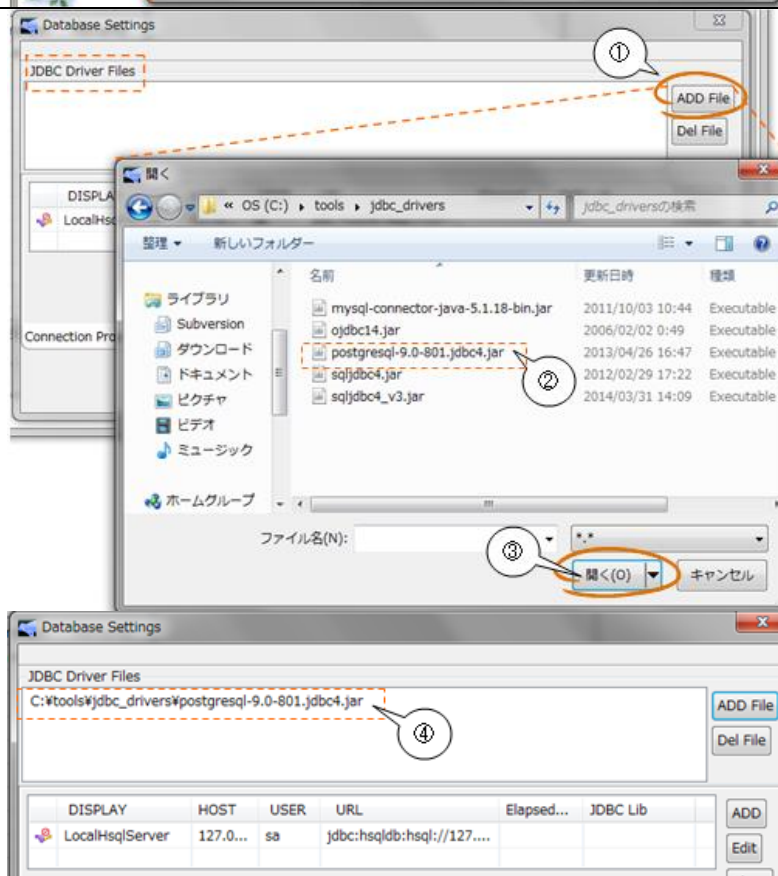 Database Settings
JDBC Driver Files
①
ADD File
Del File
開く
DISPLA
LocalHsq
« OS (C:) ▸ tools ▸ jdbc_drivers
jdbc_driversの検索
整理 ▼ 新しいフォルダー
名前 更新日時 種類
ライブラリ
Subversion
ダウンロード
ドキュメント
ピクチャ
ビデオ
ミュージック
ホームグループ
mysql-connector-java-5.1.18-bin.jar 2011/10/03 10:44 Executable
ojdbc14.jar 2006/02/02 0:49 Executable
postgresql-9.0-801.jdbc4.jar 2013/04/26 16:47 Executable
sqljdbc4.jar 2012/02/29 17:22 Executable
sqljdbc4_v3.jar 2014/03/31 14:09 Executable
②
Connection Pro
ファイル名(N): *.*
③
開く(O) キャンセル
Database Settings
JDBC Driver Files
C:¥tools¥jdbc_drivers¥postgresql-9.0-801.jdbc4.jar
④
ADD File
Del File
DISPLAY HOST USER URL Elapsed... JDBC Lib
LocalHsqlServer 127.0... sa jdbc:hsqldb:hsql://127....
ADD
Edit